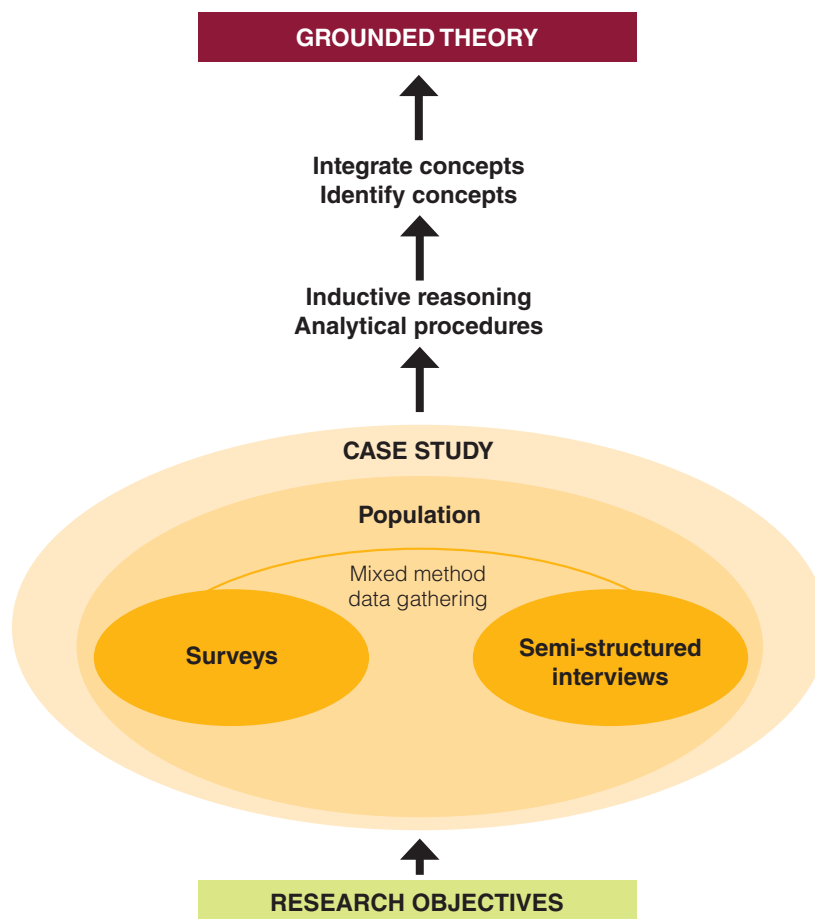 GROUNDED THEORY
Integrate concepts
Identify concepts
Inductive reasoning
Analytical procedures
CASE STUDY
Population
Mixed method
data gathering
Surveys
Semi-structured
interviews
RESEARCH OBJECTIVES